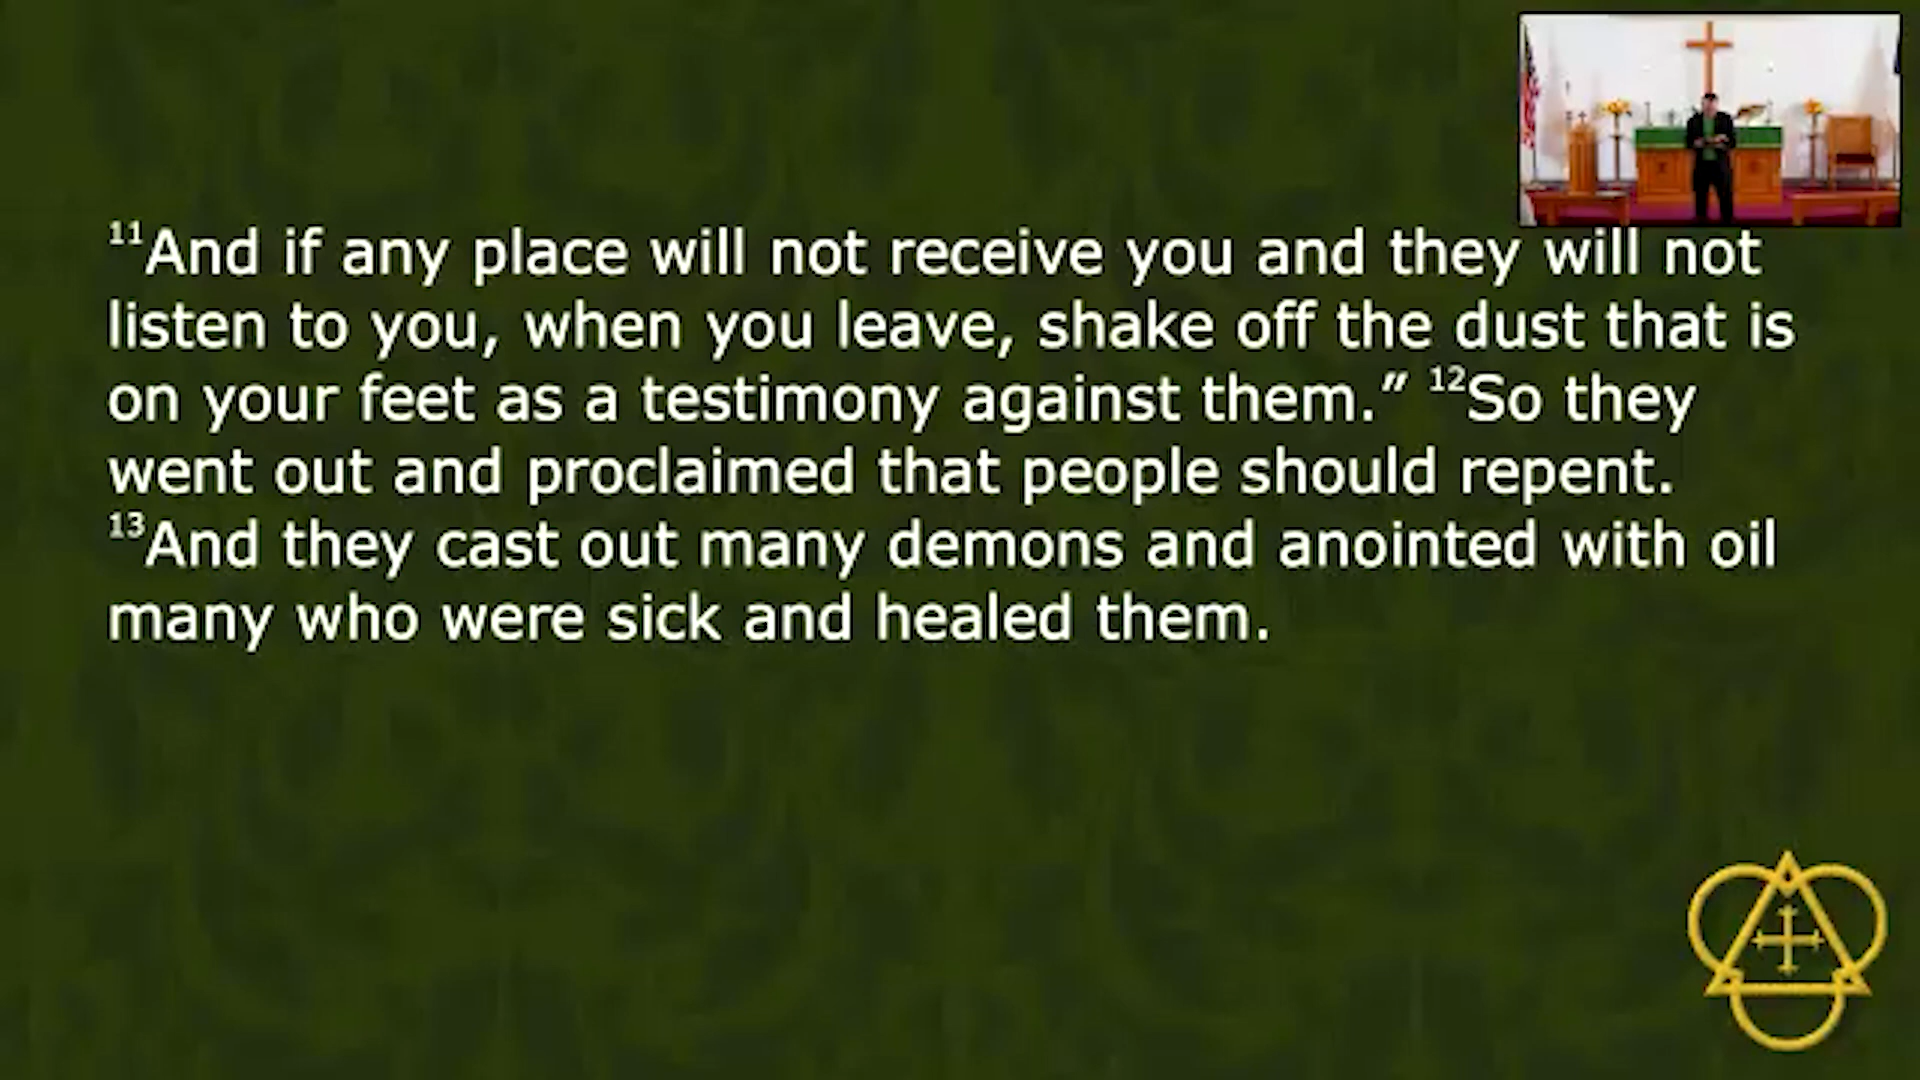 ¹¹And if any place will not receive you and they will not
listen to you, when you leave, shake off the dust that is
on your feet as a testimony against them.” ¹²So they
went out and proclaimed that people should repent.
¹³And they cast out many demons and anointed with oil
many who were sick and healed them.